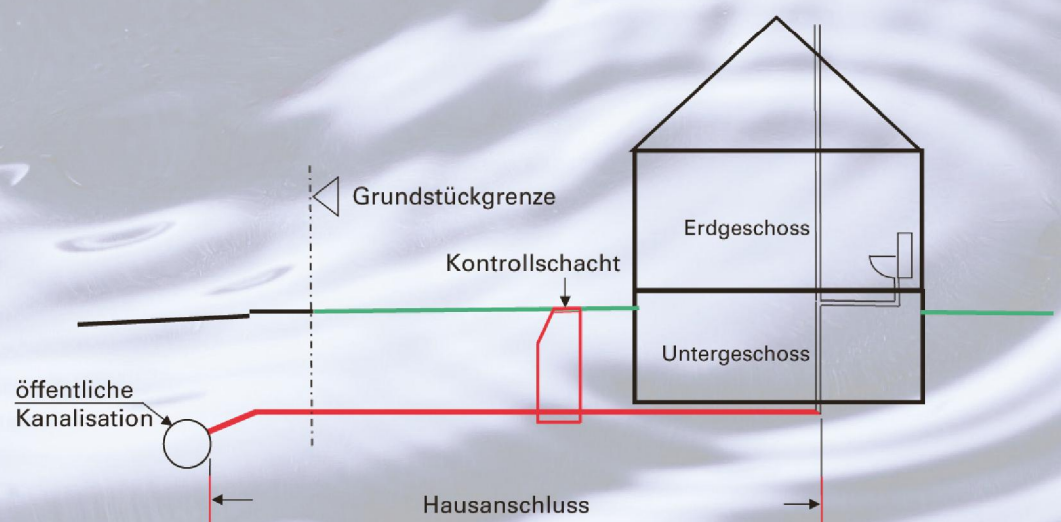 Grundstückgrenze
Erdgeschoss
Kontrollschacht
Untergeschoss
öffentliche
Kanalisation
Hausanschluss